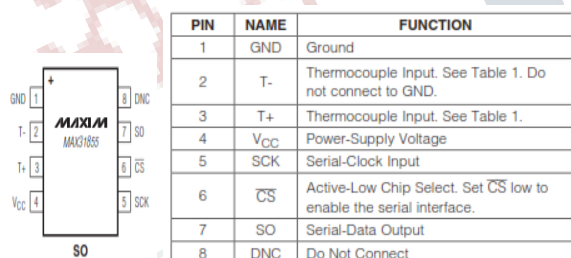 +
GND 1
8 DNC
T- 2
MAXIM
MAX31855
7 SO
T+ 3
6 CS
VCC 4
5 SCK
SO
PIN NAME FUNCTION
1 GND Ground
2 T- Thermocouple Input. See Table 1. Do
not connect to GND.
3 T+ Thermocouple Input. See Table 1.
4 VCC Power-Supply Voltage
5 SCK Serial-Clock Input
6 CS Active-Low Chip Select. Set CS low to
enable the serial interface.
7 SO Serial-Data Output
8 DNC Do Not Connect